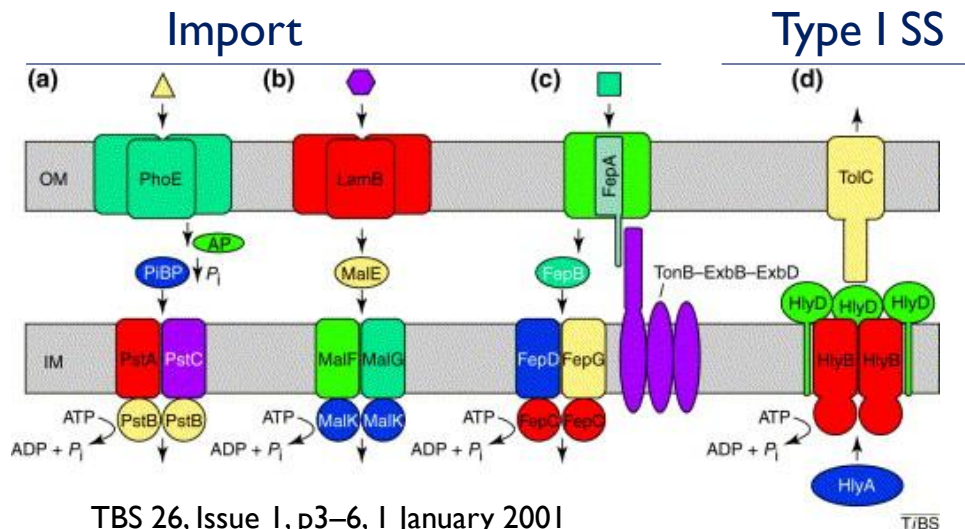 Import
Type I SS
(a)
(b)
(c)
(d)
OM
PhoE
LamB
FepA
TolC
AP
PiBP
Pi
MalE
FepB
TonB–ExbB–ExbD
HlyD
HlyD
HlyD
IM
PstA
PstC
MalF
MalG
FepD
FepG
HlyB
HlyB
ATP
PstB
PstB
ADP + Pi
ATP
MalK
MalK
ADP + Pi
ATP
FepC
FepC
ADP + Pi
ATP
ADP + Pi
HlyA
TBS 26, Issue 1, p3–6, 1 January 2001
TiBS